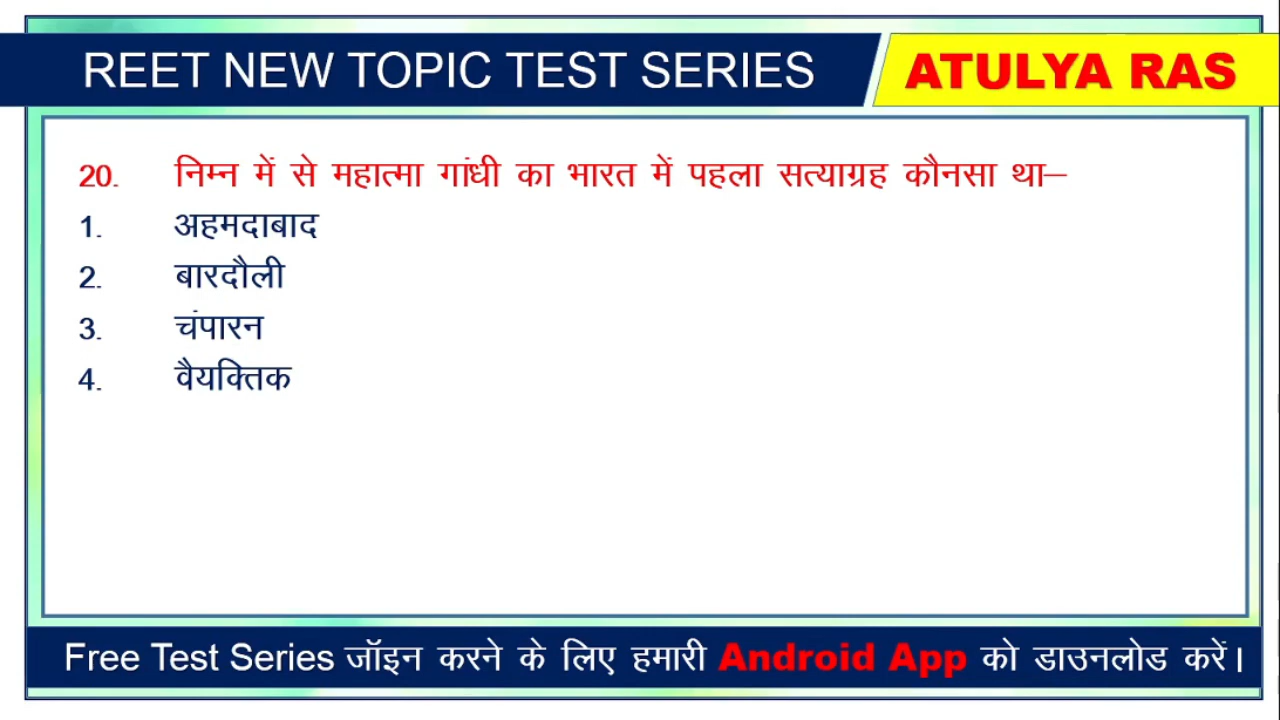 REET NEW TOPIC TEST SERIES
ATULYA RAS
20. निम्न में से महात्मा गांधी का भारत में पहला सत्याग्रह कौनसा था–
1. अहमदाबाद
2. बारदौली
3. चंपारन
4. वैयक्तिक
Free Test Series जॉइन करने के लिए हमारी Android App को डाउनलोड करें।